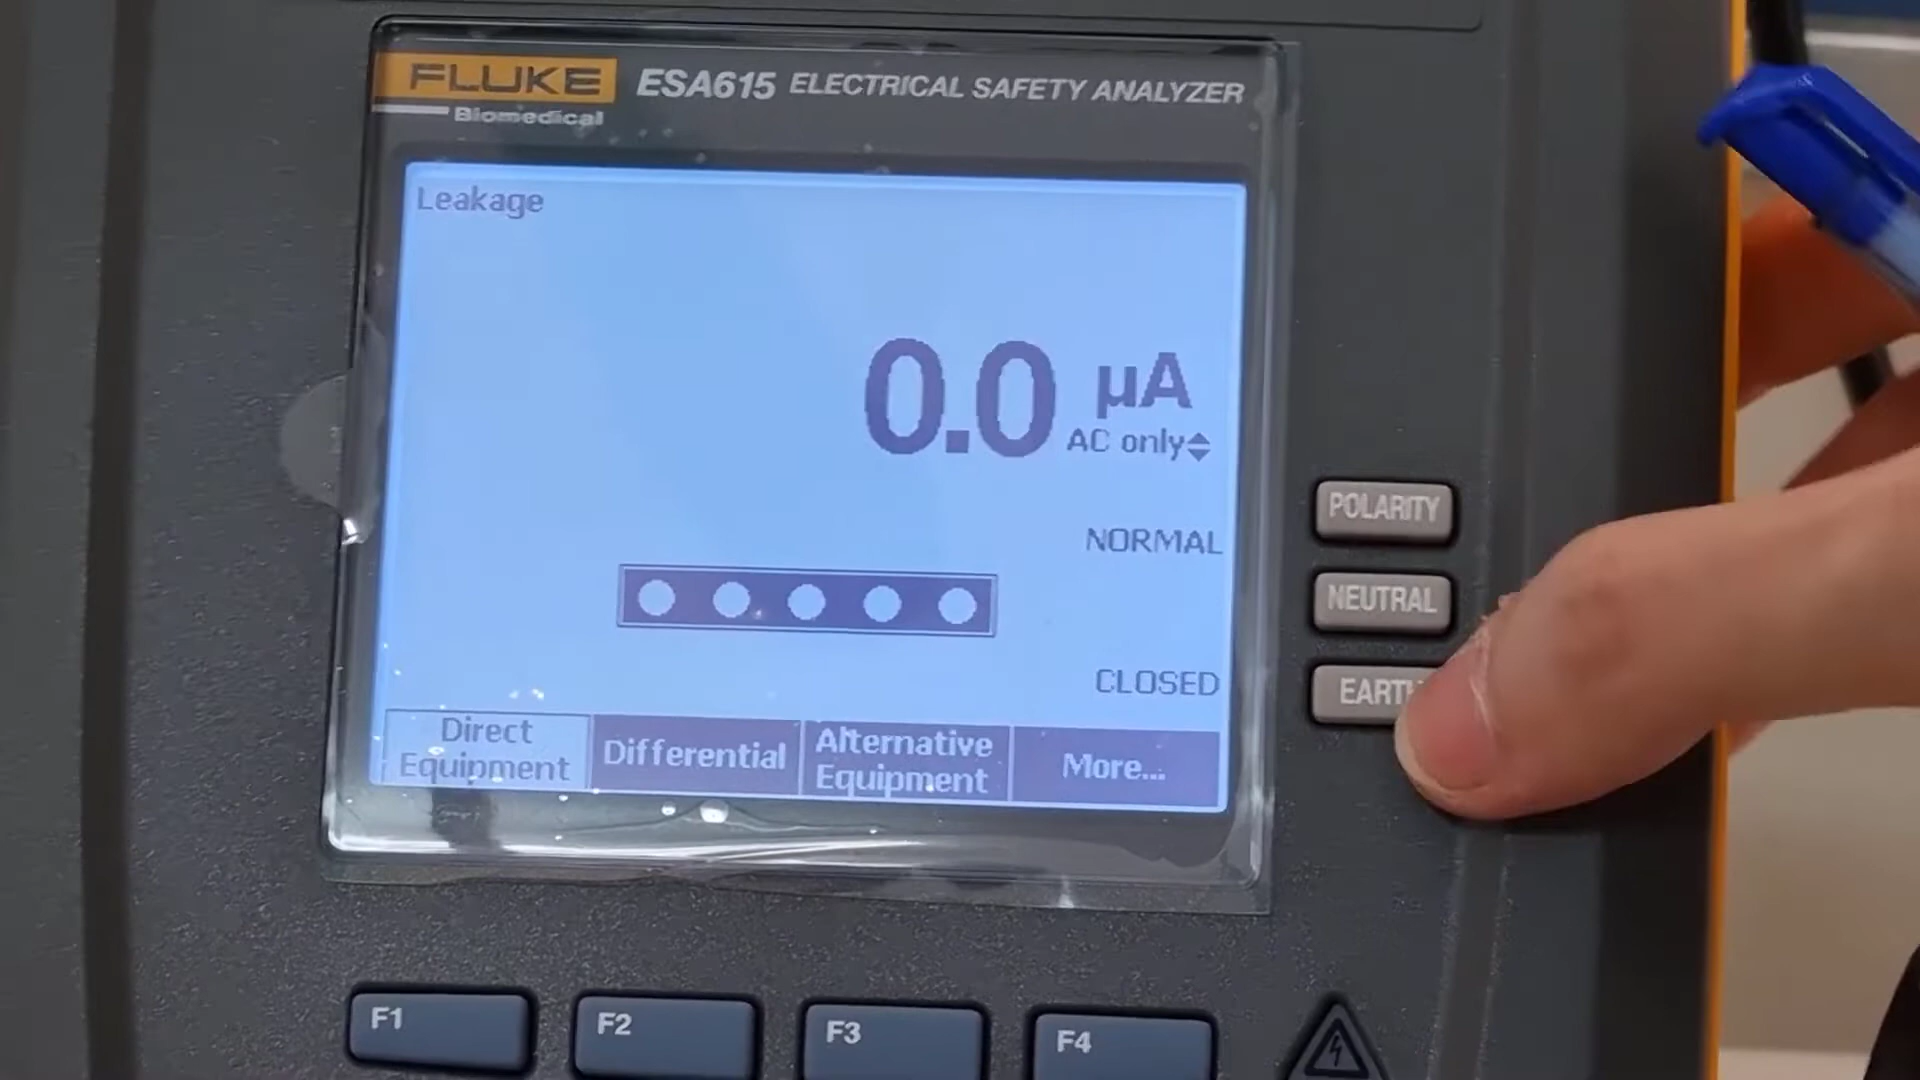 FLUKE
Biomedical
ESA615 ELECTRICAL SAFETY ANALYZER
Leakage
0.0 µA
AC only
NORMAL
CLOSED
Direct
Equipment
Differential
Alternative
Equipment
More...
POLARITY
NEUTRAL
EARTH
F1
F2
F3
F4